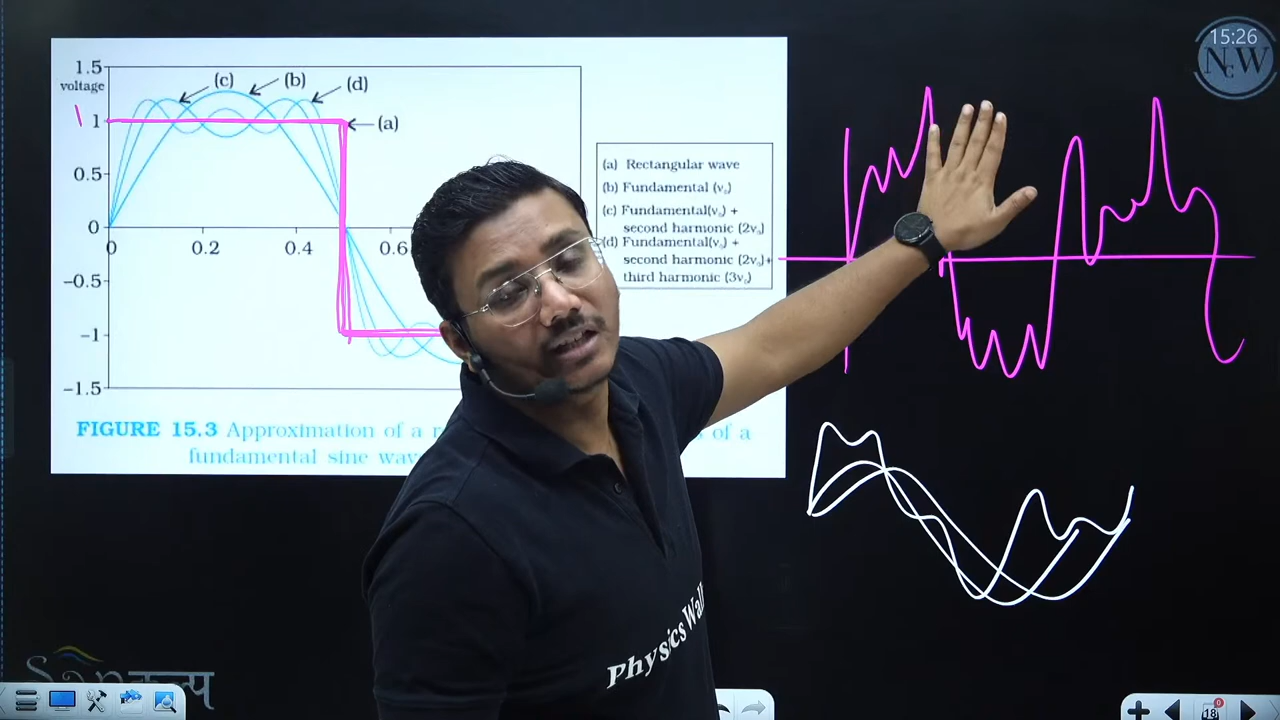 15:26
NCW
1.5
voltage
(c)
(b)
(d)
1
1
(a)
0.5
0
0
0.2
0.4
0.6
−0.5
−1
−1.5
(a) Rectangular wave
(b) Fundamental (ν₀)
(c) Fundamental(ν₀) +
second harmonic (2ν₀)
(d) Fundamental(ν₀) +
second harmonic (2ν₀)+
third harmonic (3ν₀)
FIGURE 15.3 Approximation of a
of a
fundamental sine
Physics Wall
18